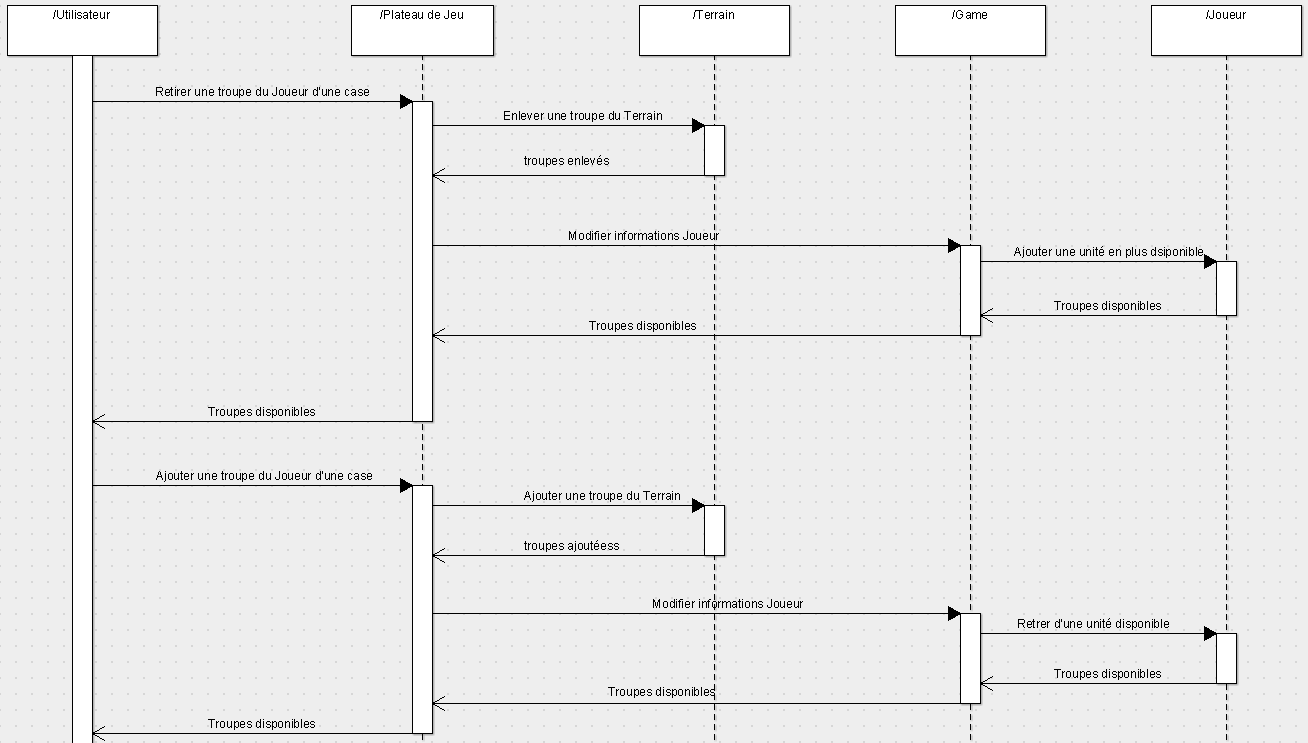 /Utilisateur
/Plateau de Jeu
/Terrain
/Game
/Joueur
Retirer une troupe du Joueur d'une case
Enlever une troupe du Terrain
troupes enlevés
Modifier informations Joueur
Ajouter une unité en plus dsiponible
Troupes disponibles
Troupes disponibles
Troupes disponibles
Ajouter une troupe du Joueur d'une case
Ajouter une troupe du Terrain
troupes ajoutéess
Modifier informations Joueur
Retrer d'une unité disponible
Troupes disponibles
Troupes disponibles
Troupes disponibles